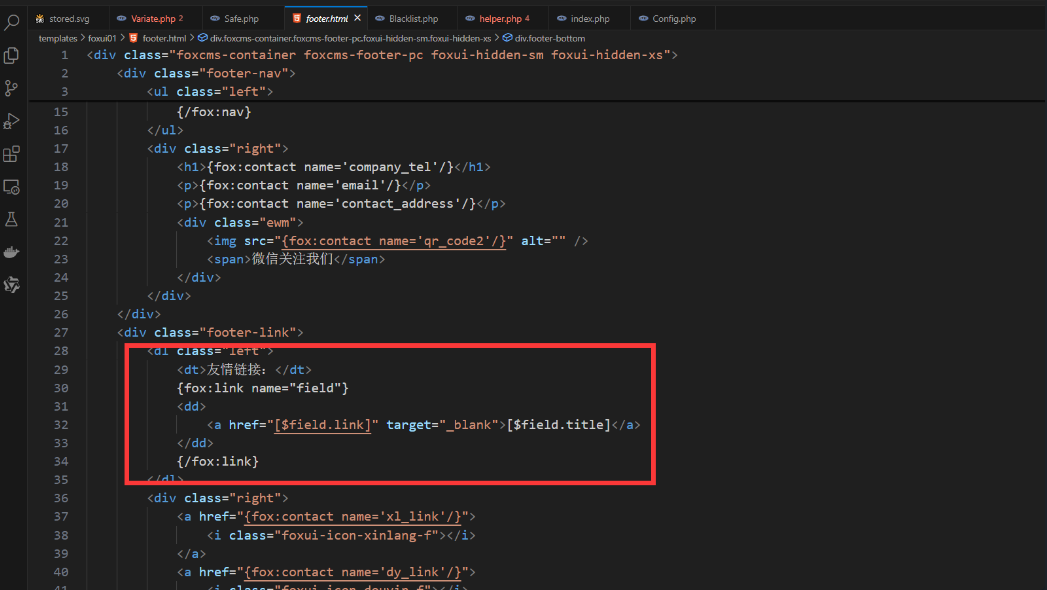 stored.svg Variate.php 2 Safe.php footer.html Blacklist.php helper.php 4 index.php Config.php
templates > foxui01 > footer.html > div.foxcms-container.foxcms-footer-pc.foxui-hidden-sm.foxui-hidden-xs > div.footer-bottom
1 <div class="foxcms-container foxcms-footer-pc foxui-hidden-sm foxui-hidden-xs">
2 <div class="footer-nav">
3 <ul class="left">
15 {/fox:nav}
16 </ul>
17 <div class="right">
18 <h1>{fox:contact name='company_tel'/}</h1>
19 <p>{fox:contact name='email'/}</p>
20 <p>{fox:contact name='contact_address'/}</p>
21 <div class="ewm">
22 <img src="{fox:contact name='qr_code2'/}" alt="" />
23 <span>微信关注我们</span>
24 </div>
25 </div>
26 </div>
27 <div class="footer-link">
28 <dl class="left">
29 <dt>友情链接：</dt>
30 {fox:link name="field"}
31 <dd>
32 <a href="[$field.link]" target="_blank">[$field.title]</a>
33 </dd>
34 {/fox:link}
35 </dl>
36 <div class="right">
37 <a href="{fox:contact name='xl_link'/}">
38 <i class="foxui-icon-xinlang-f"></i>
39 </a>
40 <a href="{fox:contact name='dy_link'/}">
41 <i class="foxui-icon-douyin-f"></i>